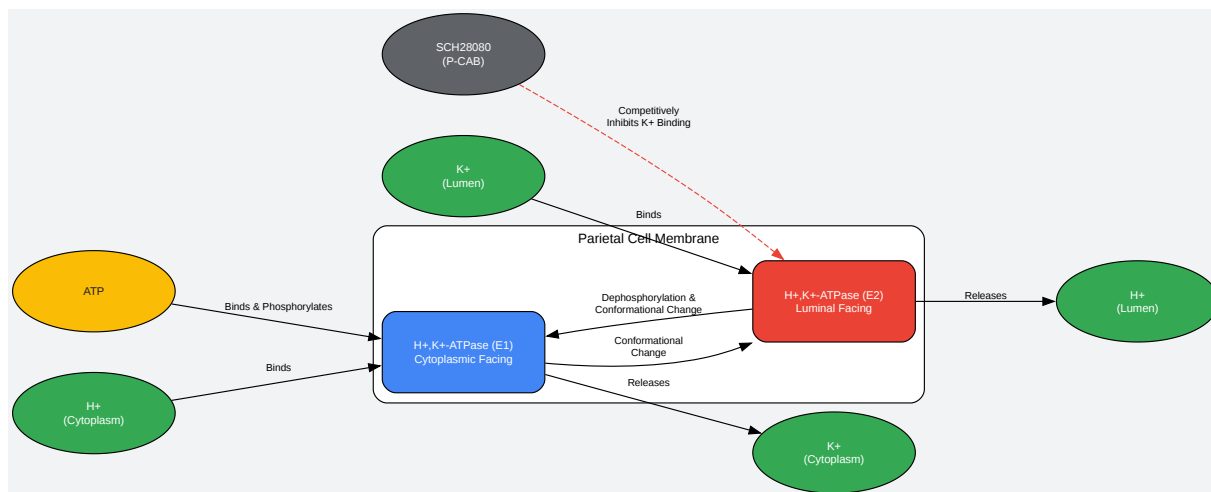 SCH28080
(P-CAB)
Competitively
Inhibits K+ Binding
K+
(Lumen)
Binds
Parietal Cell Membrane
ATP
Binds & Phosphorylates
H+,K+-ATPase (E2)
Luminal Facing
Releases
H+
(Lumen)
Dephosphorylation &
Conformational Change
H+,K+-ATPase (E1)
Cytoplasmic Facing
Conformational
Change
Binds
Releases
H+
(Cytoplasm)
K+
(Cytoplasm)